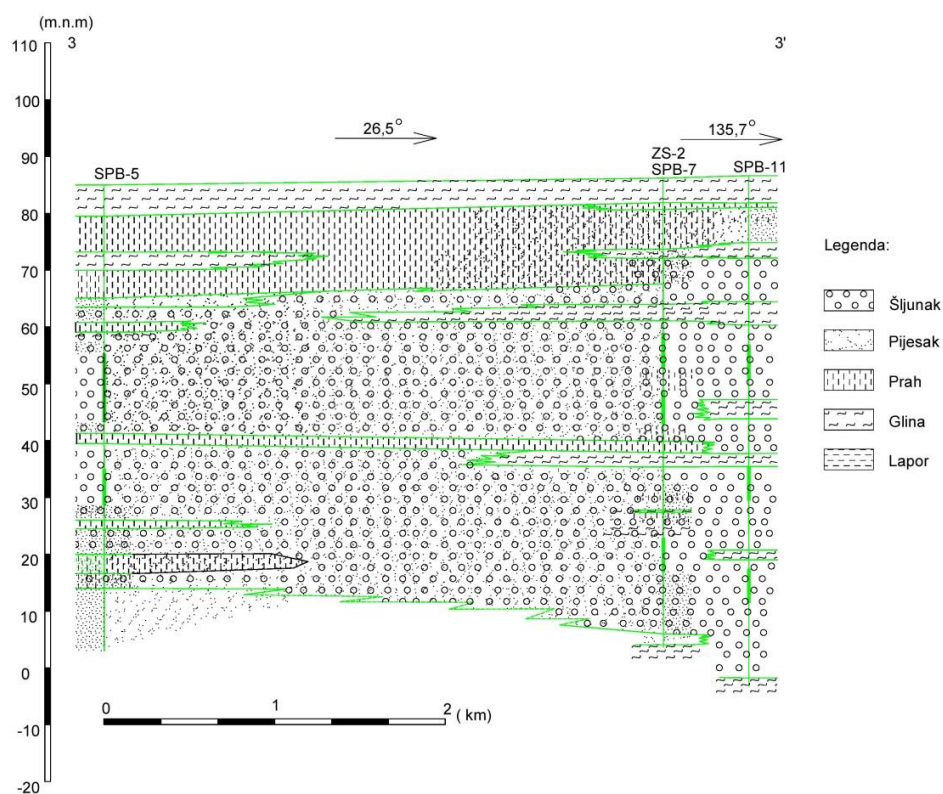 (m.n.m)
3
3'
110
100
90
80
70
60
50
40
30
20
10
0
-10
-20
26,5°
135,7°
SPB-5
ZS-2
SPB-7
SPB-11
Legenda:
Šljunak
Pijesak
Prah
Glina
Lapor
0
1
2
( km)